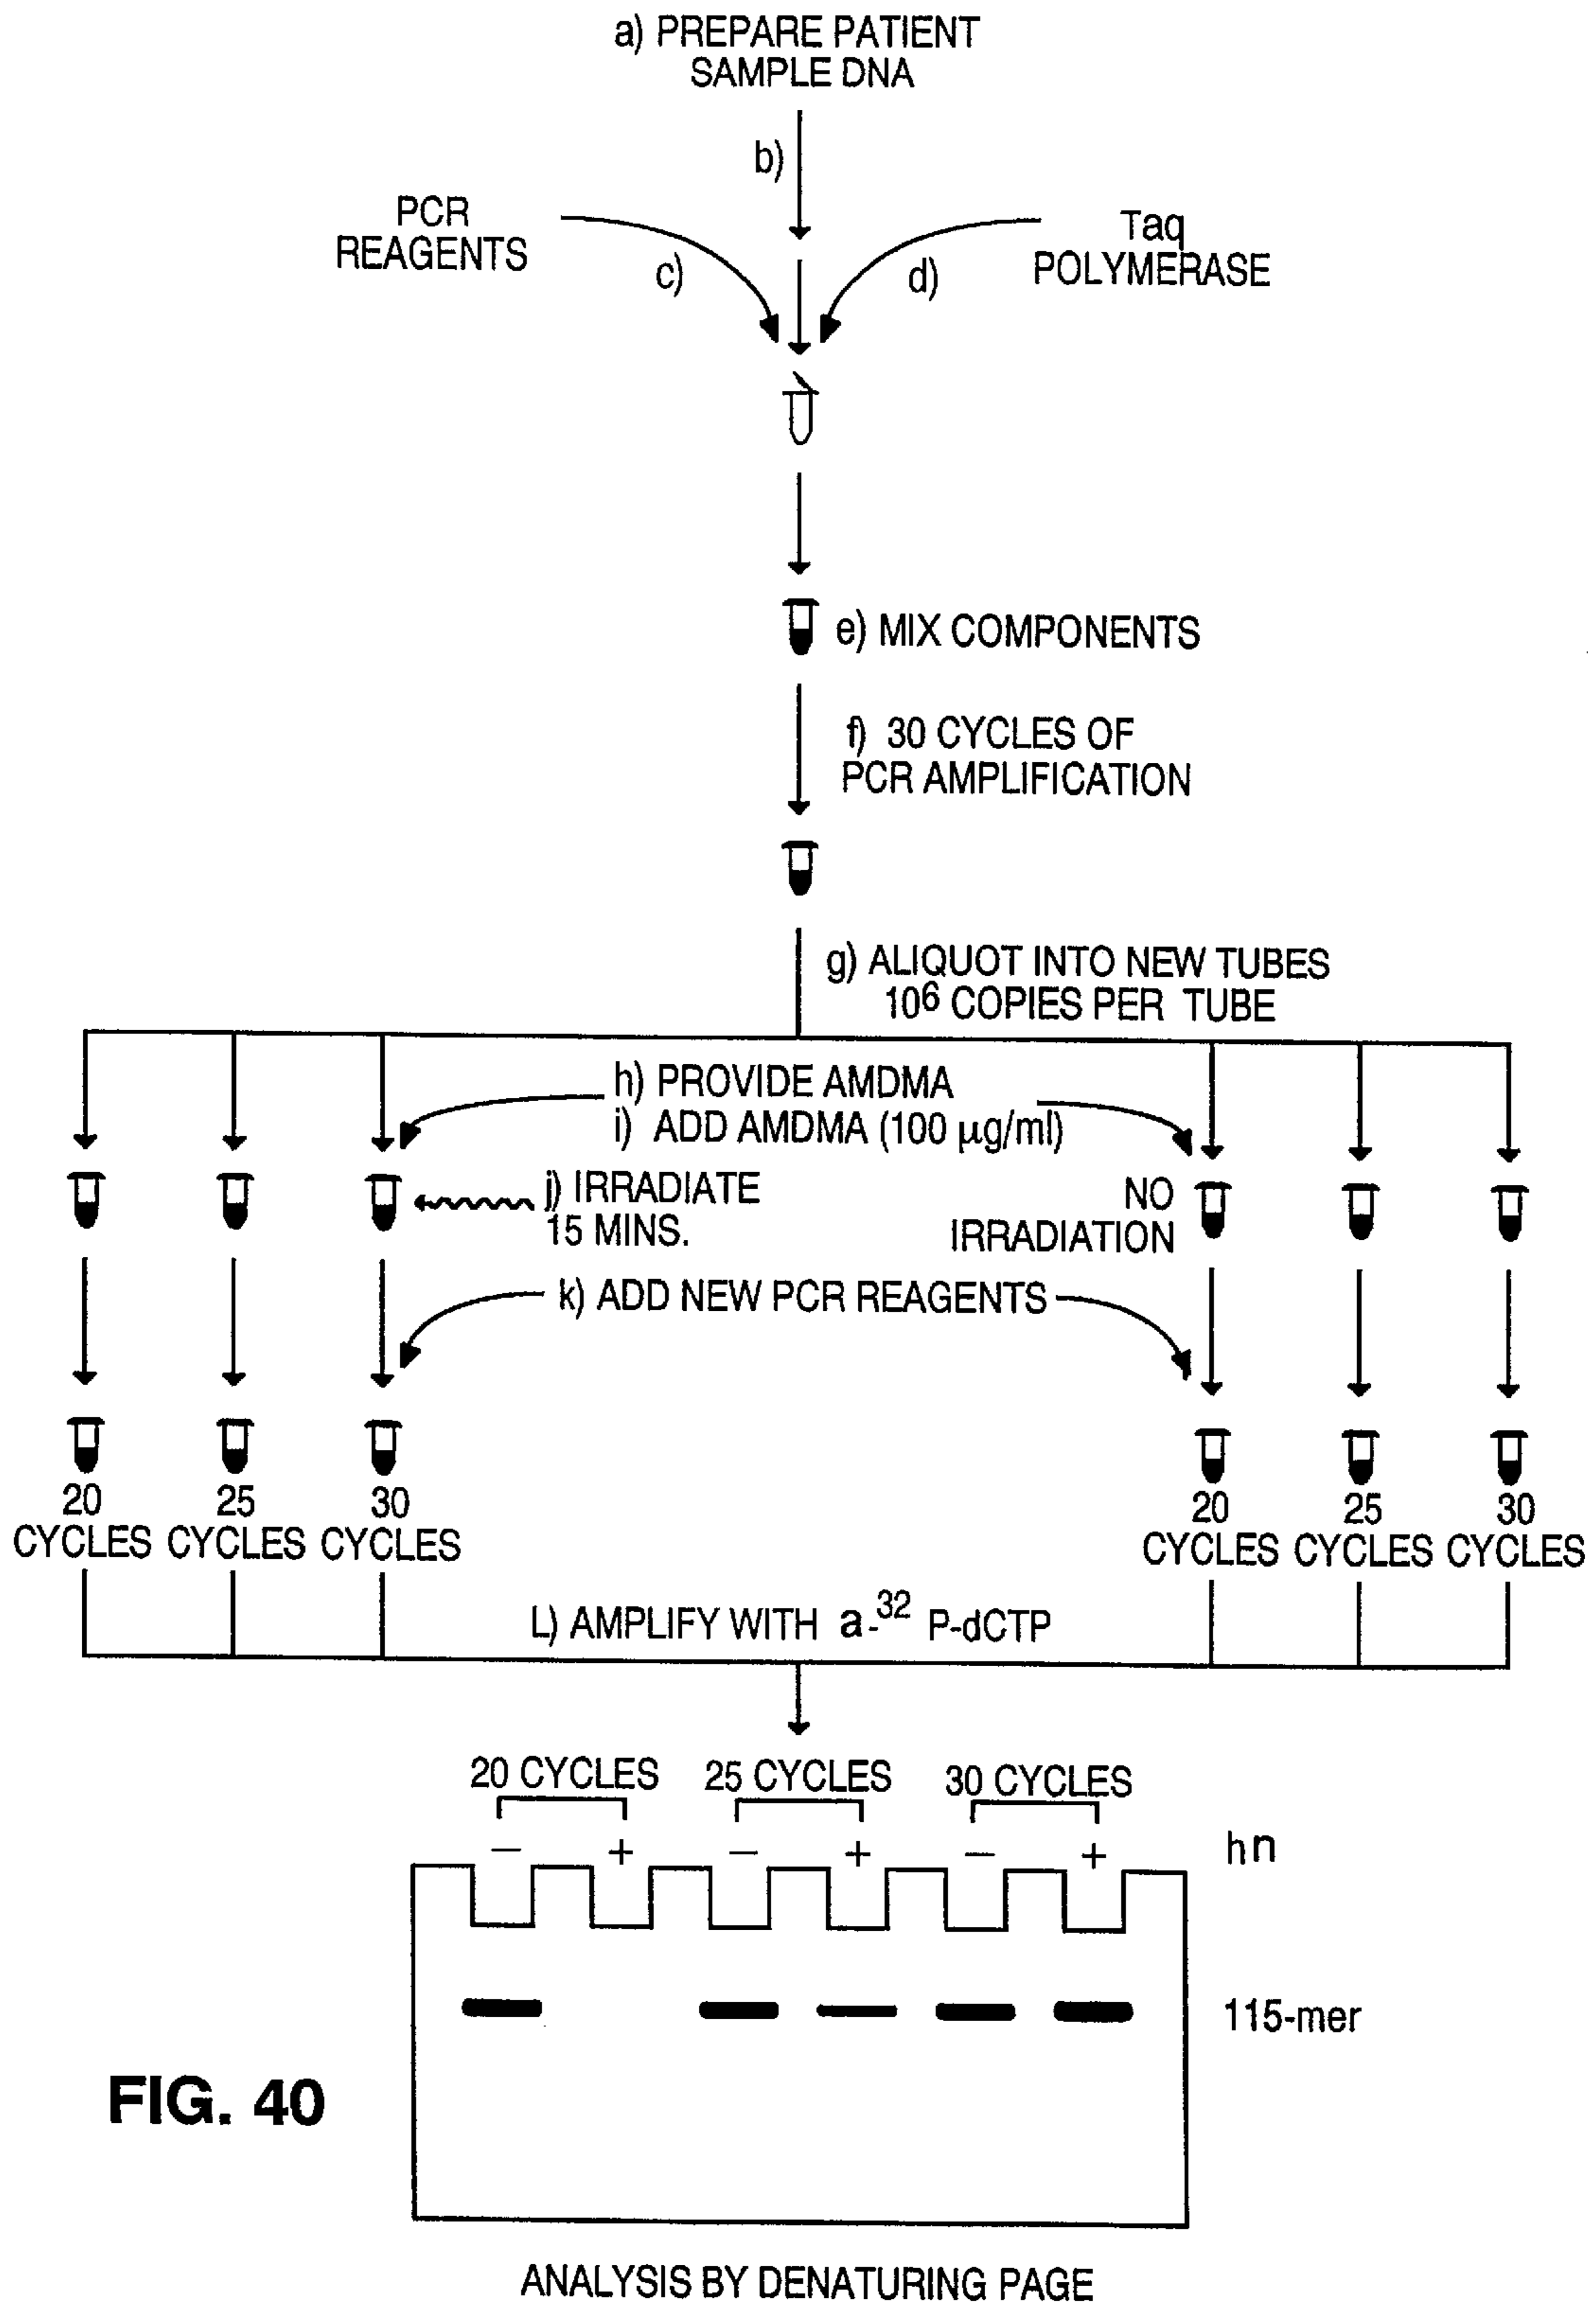 a) PREPARE PATIENT
SAMPLE DNA
b)
PCR
REAGENTS
c)
d)
Taq
POLYMERASE
e) MIX COMPONENTS
f) 30 CYCLES OF
PCR AMPLIFICATION
g) ALIQUOT INTO NEW TUBES
10⁶ COPIES PER TUBE
h) PROVIDE AMDMA
i) ADD AMDMA (100 µg/ml)
j) IRRADIATE
15 MINS.
NO
IRRADIATION
k) ADD NEW PCR REAGENTS
20
CYCLES
25
CYCLES
30
CYCLES
20
CYCLES
25
CYCLES
30
CYCLES
L) AMPLIFY WITH a-³² P-dCTP
20 CYCLES 25 CYCLES 30 CYCLES
− + − + − + hn
115-mer
FIG. 40
ANALYSIS BY DENATURING PAGE